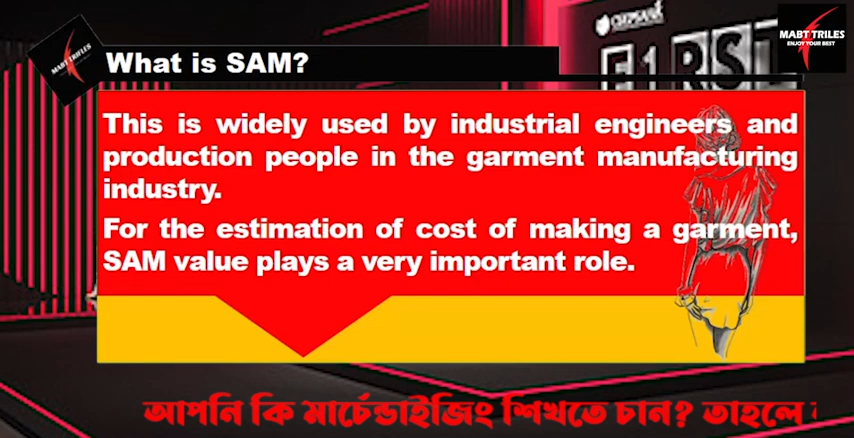 MABT TRIFLES
What is SAM?
F1RST
MABT TRILES
ENJOY YOUR BEST
This is widely used by industrial engineers and
production people in the garment manufacturing
industry.
For the estimation of cost of making a garment,
SAM value plays a very important role.
আপনি কি মার্চেন্ডাইজিং শিখতে চান? তাহলে